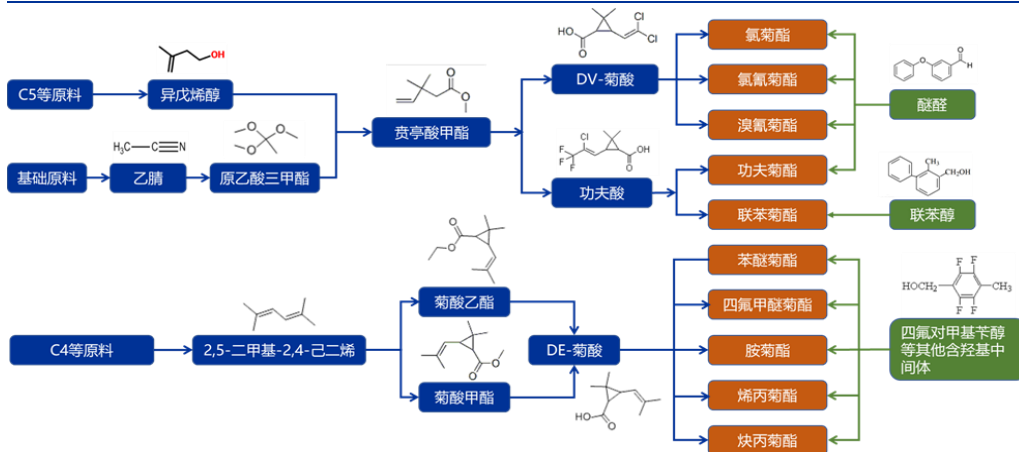 OH
C5等原料
异戊烯醇
H₃C
N
O
O
O
基础原料
乙腈
原乙酸三甲酯
O
O
贲亭酸甲酯
HO
O
Cl
Cl
DV-菊酸
Cl
F
F
F
OH
O
功夫酸
氯菊酯
氯氰菊酯
溴氰菊酯
功夫菊酯
联苯菊酯
O
O
H
醚醛
CH₃
CH₂OH
联苯醇
C4等原料
2,5-二甲基-2,4-己二烯
O
O
菊酸乙酯
O
O
菊酸甲酯
DE-菊酸
HO
O
苯醚菊酯
四氟甲醚菊酯
胺菊酯
烯丙菊酯
炔丙菊酯
F
F
HOCH₂
CH₃
F
F
四氟对甲基苄醇
等其他含羟基中
间体